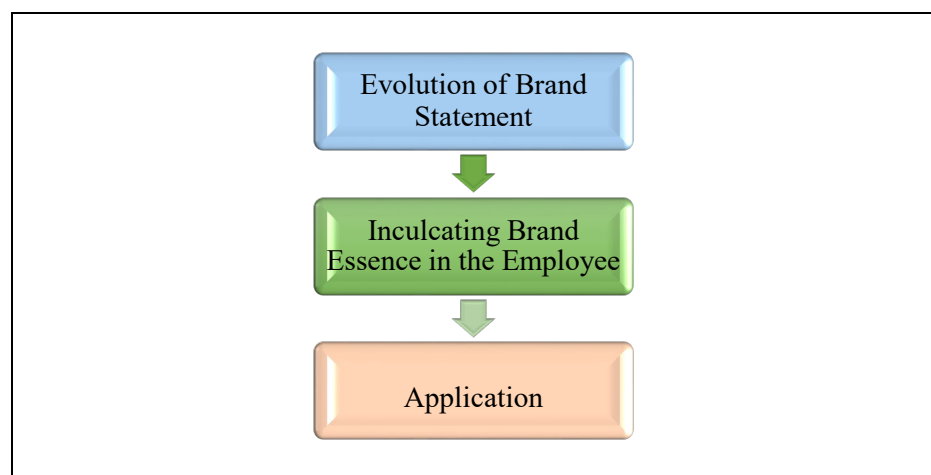 Evolution of Brand
Statement
Inculcating Brand
Essence in the Employee
Application